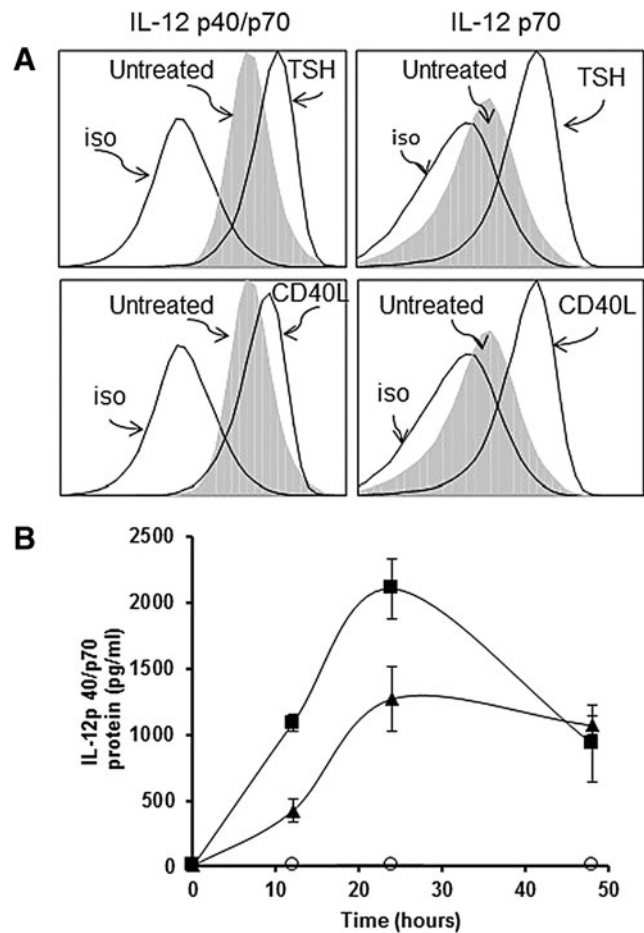 IL-12 p40/p70
IL-12 p70
A
Untreated
TSH
iso
Untreated
TSH
iso
Untreated
CD40L
iso
Untreated
CD40L
iso
B
IL-12p 40/p70
protein (pg/ml)
2500
2000
1500
1000
500
0
0
10
20
30
40
50
Time (hours)